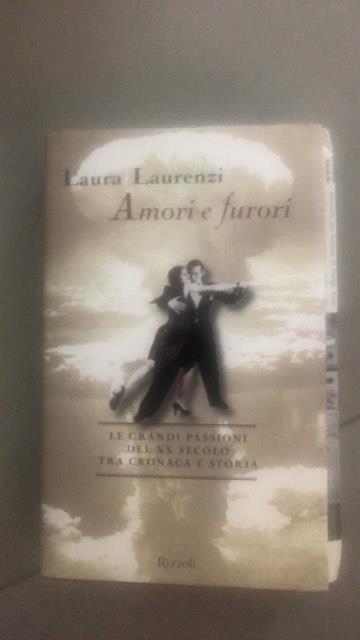 Laura Laurenzi
Amori e furori
LE GRANDI PASSIONI
DEL XX SECOLO
TRA CRONACA E STORIA
Rizzoli